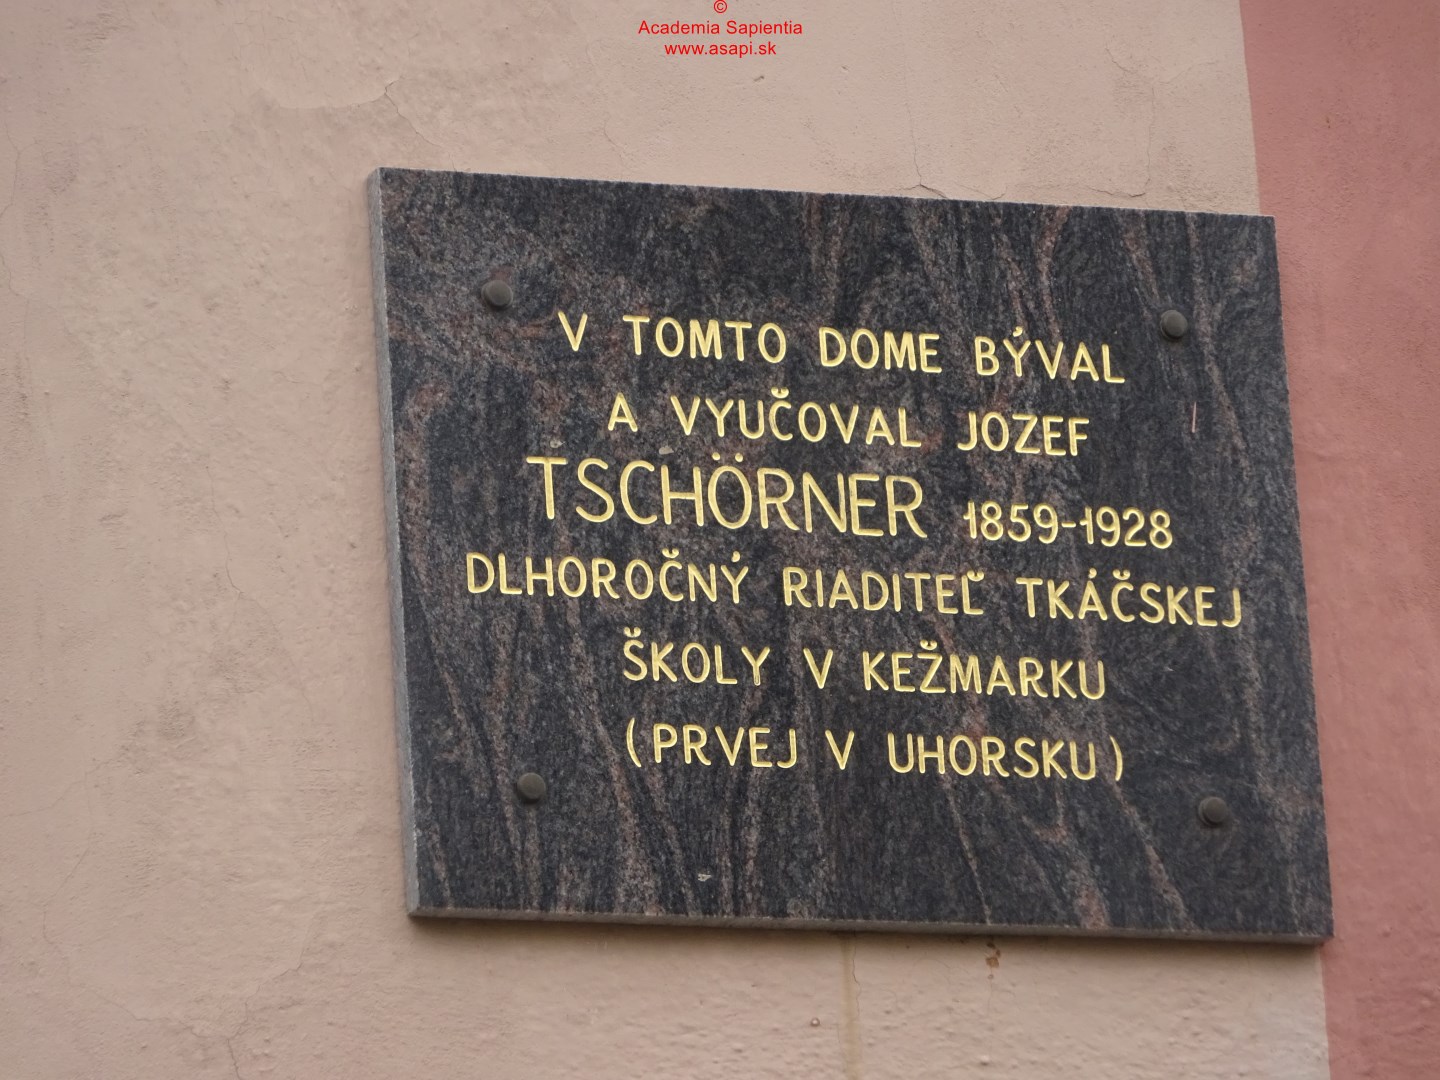 ©
Academia Sapientia
www.asapi.sk
V TOMTO DOME BÝVAL
A VYUČOVAL JOZEF
TSCHÖRNER 1859-1928
DLHOROČNÝ RIADITEĽ TKÁČSKEJ
ŠKOLY V KEŽMARKU
(PRVEJ V UHORSKU)